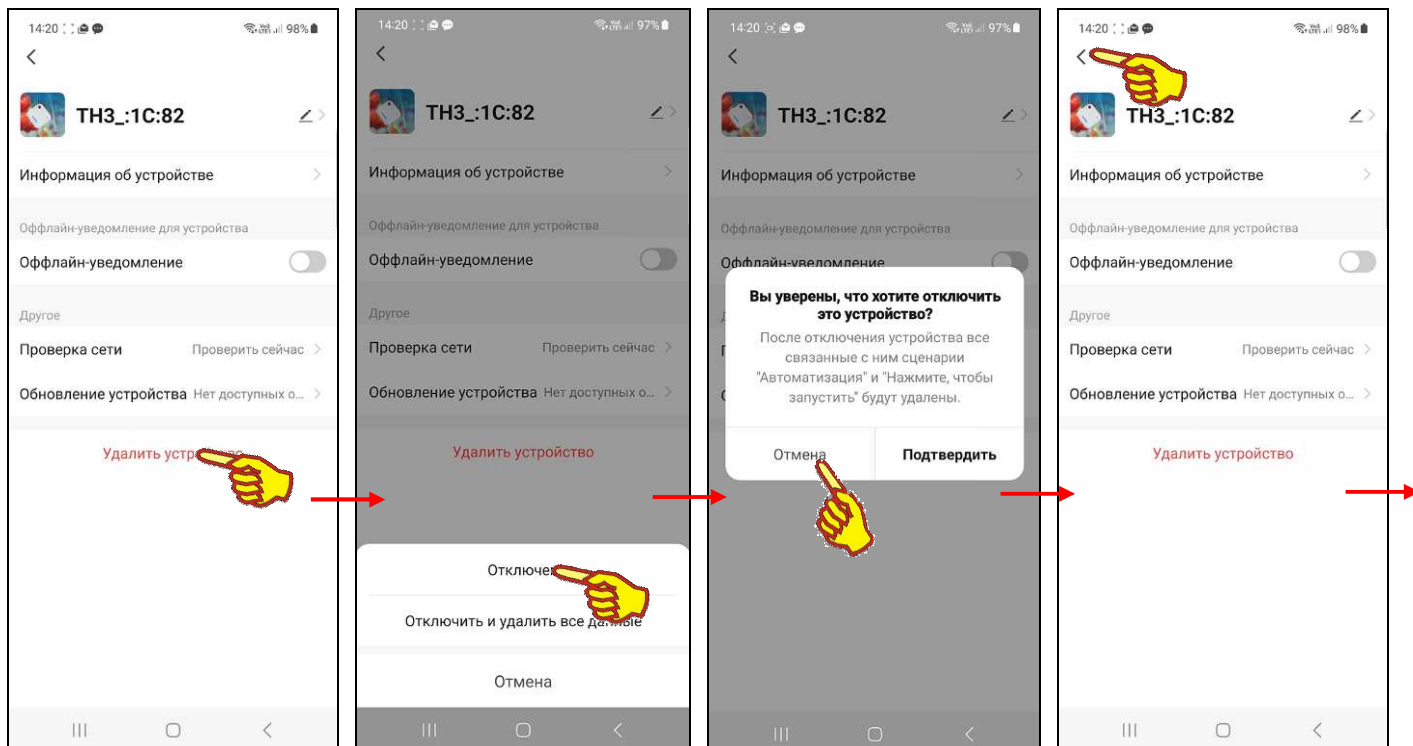 14:20
98%
TH3_:1C:82
Информация об устройстве
Оффлайн-уведомление для устройства
Оффлайн-уведомление
Другое
Проверка сети Проверить сейчас
Обновление устройства Нет доступных о...
Удалить устр
14:20
97%
TH3_:1C:82
Информация об устройстве
Оффлайн-уведомление для устройства
Оффлайн-уведомление
Другое
Проверка сети Проверить сейчас
Обновление устройства Нет доступных о...
Удалить устройство
Отключе
Отключить и удалить все данные
Отмена
14:20
97%
TH3_:1C:82
Информация об устройстве
Оффлайн-уведомление для устройства
Оффлайн-уведомление
Вы уверены, что хотите отключить
это устройство?
После отключения устройства все
связанные с ним сценарии
"Автоматизация" и "Нажмите, чтобы
запустить" будут удалены.
Отмена Подтвердить
14:20
98%
TH3_:1C:82
Информация об устройстве
Оффлайн-уведомление для устройства
Оффлайн-уведомление
Другое
Проверка сети Проверить сейчас
Обновление устройства Нет доступных о...
Удалить устройство